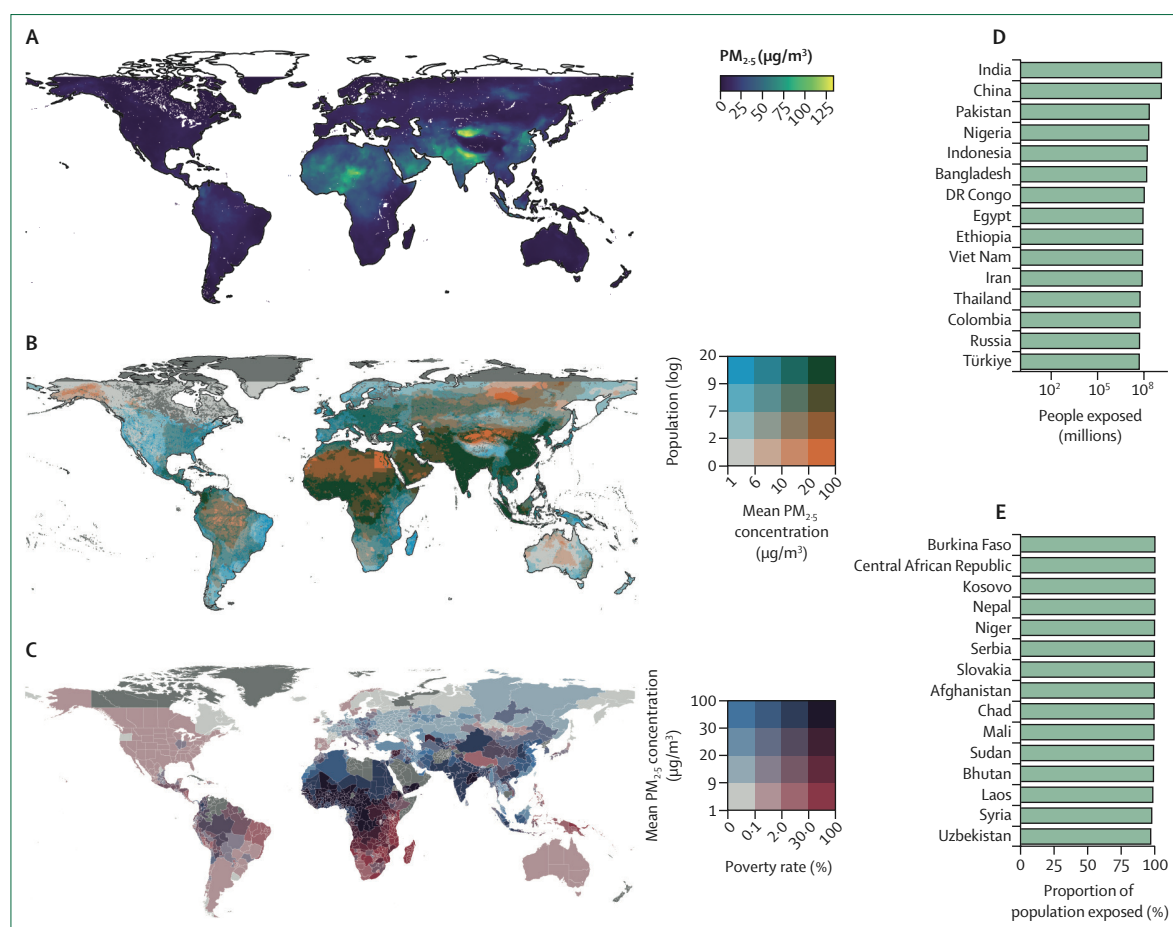 A
PM2·5 (µg/m³)
0
25
50
75
100
125
B
Population (log)
20
9
7
2
0
1
6
10
20
100
Mean PM2·5
concentration
(µg/m³)
C
Mean PM2·5 concentration
(µg/m³)
100
30
20
9
1
0
0·1
2·0
30·0
100
Poverty rate (%)
D
India
China
Pakistan
Nigeria
Indonesia
Bangladesh
DR Congo
Egypt
Ethiopia
Viet Nam
Iran
Thailand
Colombia
Russia
Türkiye
10²
10⁵
10⁸
People exposed
(millions)
E
Burkina Faso
Central African Republic
Kosovo
Nepal
Niger
Serbia
Slovakia
Afghanistan
Chad
Mali
Sudan
Bhutan
Laos
Syria
Uzbekistan
0
25
50
75
100
Proportion of
population exposed (%)